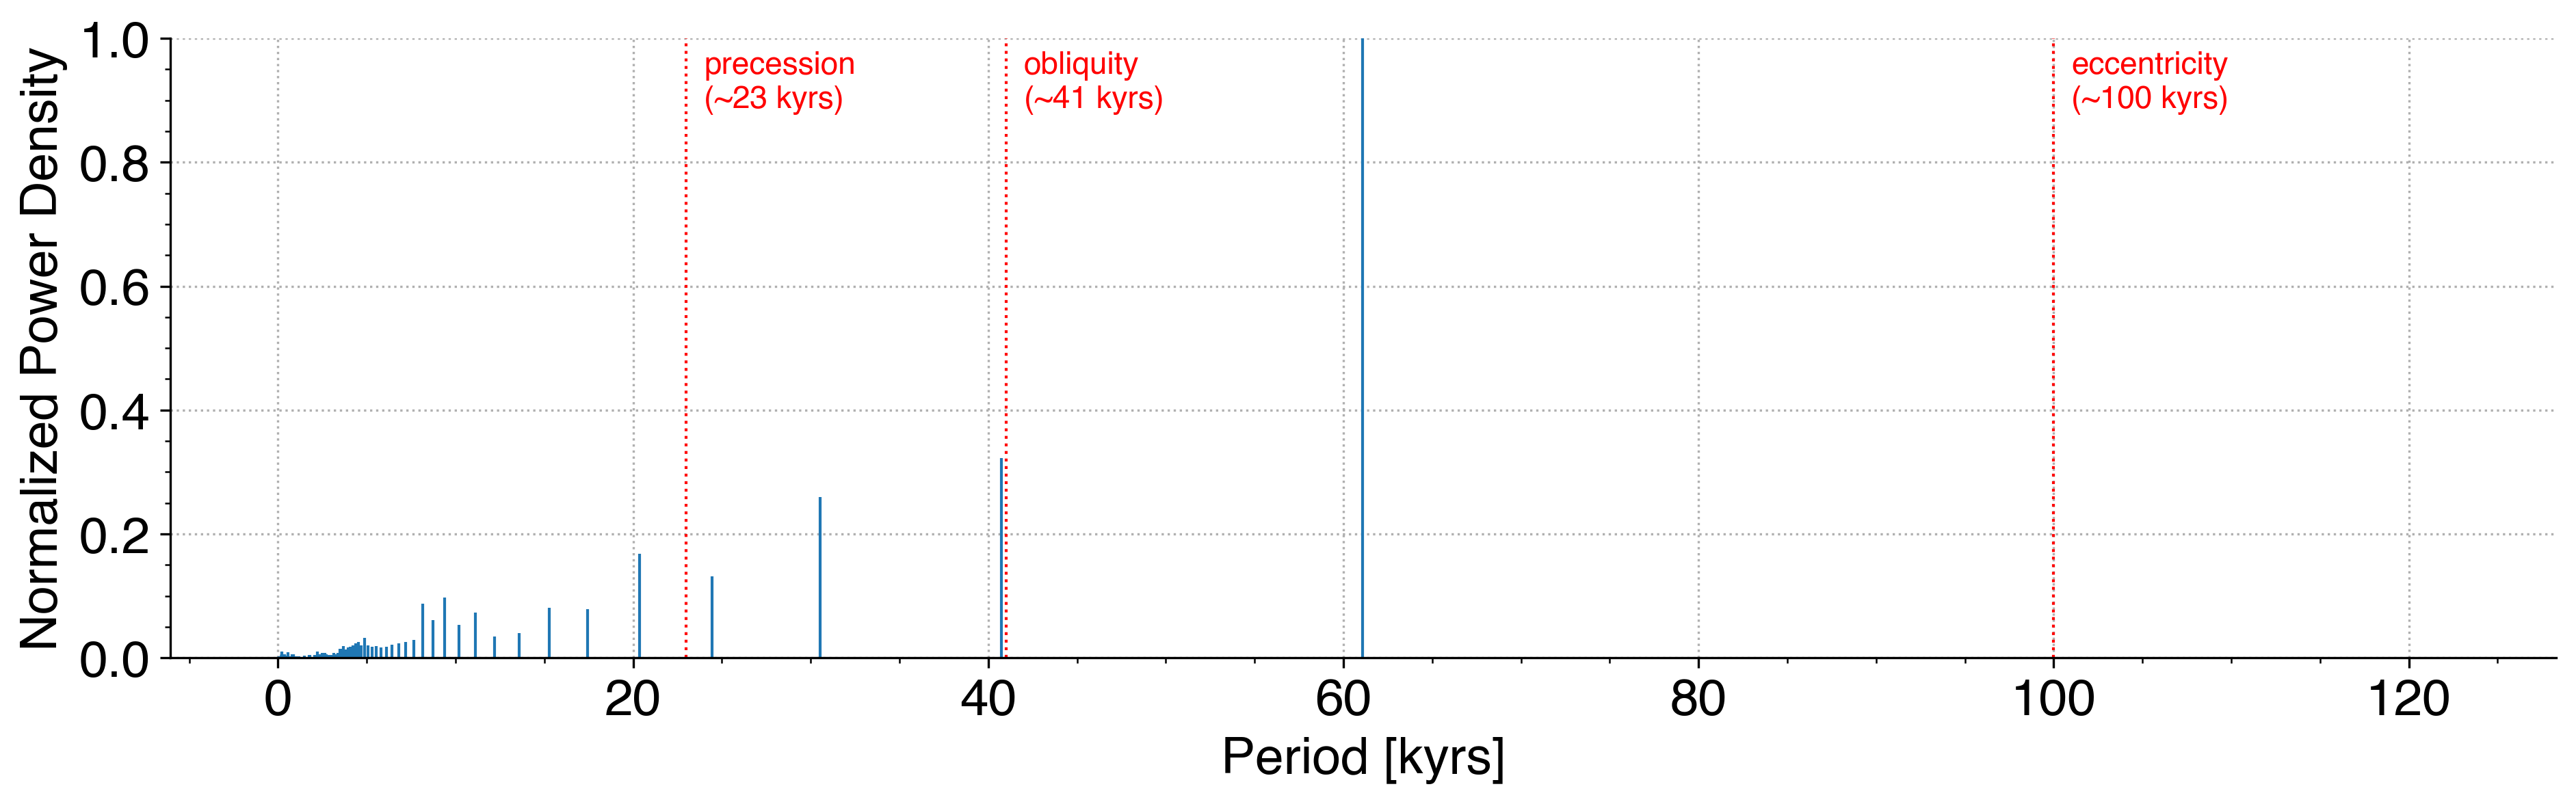 Normalized Power Density
1.0
0.8
0.6
0.4
0.2
0.0
precession
(~23 kyrs)
obliquity
(~41 kyrs)
eccentricity
(~100 kyrs)
0 20 40 60 80 100 120
Period [kyrs]